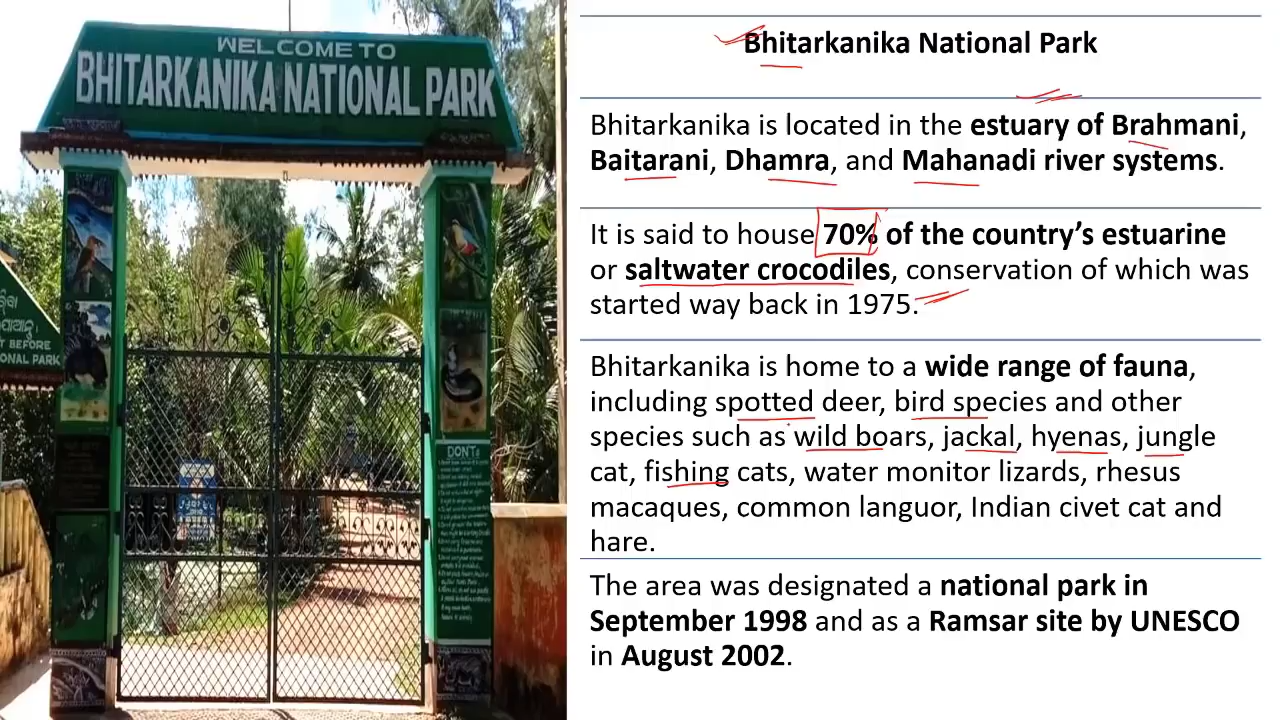 WELCOME TO
BHITARKANIKA NATIONAL PARK
T BEFORE
ONAL PARK
DON'Ts
Bhitarkanika National Park
Bhitarkanika is located in the estuary of Brahmani,
Baitarani, Dhamra, and Mahanadi river systems.
It is said to house 70% of the country’s estuarine
or saltwater crocodiles, conservation of which was
started way back in 1975.
Bhitarkanika is home to a wide range of fauna,
including spotted deer, bird species and other
species such as wild boars, jackal, hyenas, jungle
cat, fishing cats, water monitor lizards, rhesus
macaques, common languor, Indian civet cat and
hare.
The area was designated a national park in
September 1998 and as a Ramsar site by UNESCO
in August 2002.